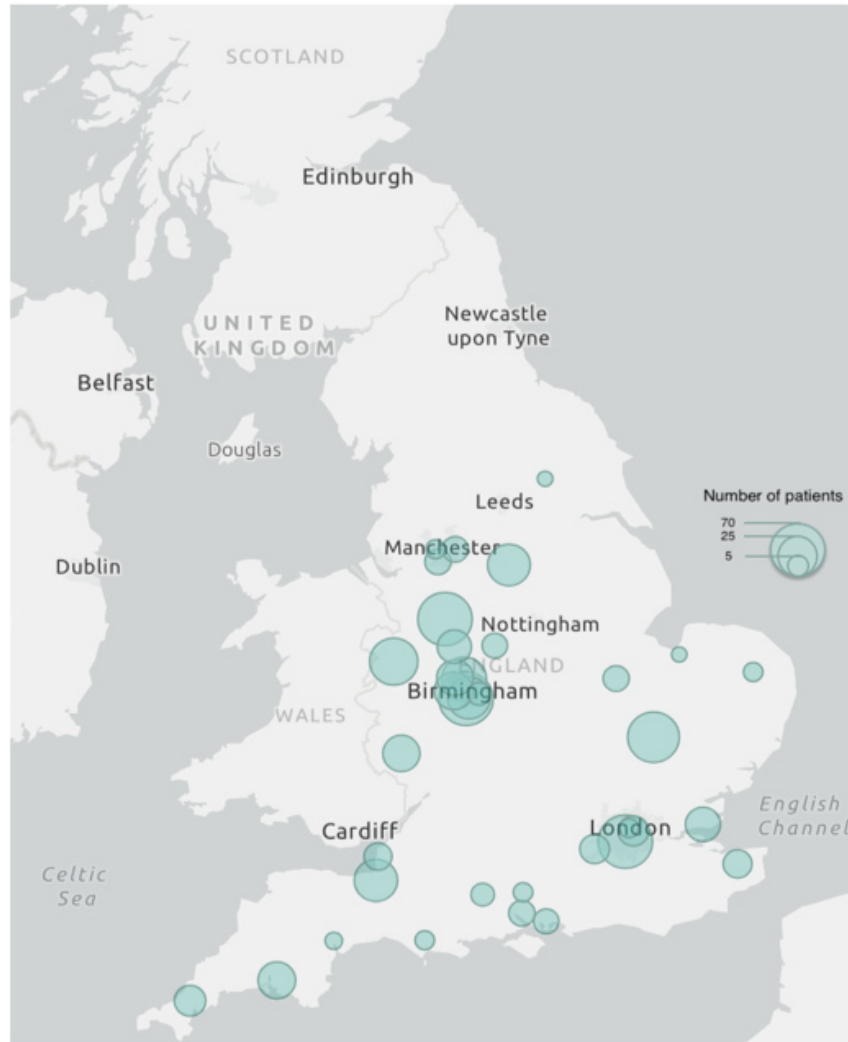 SCOTLAND
Edinburgh
Newcastle
upon Tyne
UNITED
KINGDOM
Belfast
Douglas
Leeds
Number of patients
70
25
5
Manchester
Dublin
Nottingham
ENGLAND
Birmingham
WALES
English
Channel
London
Cardiff
Celtic
Sea